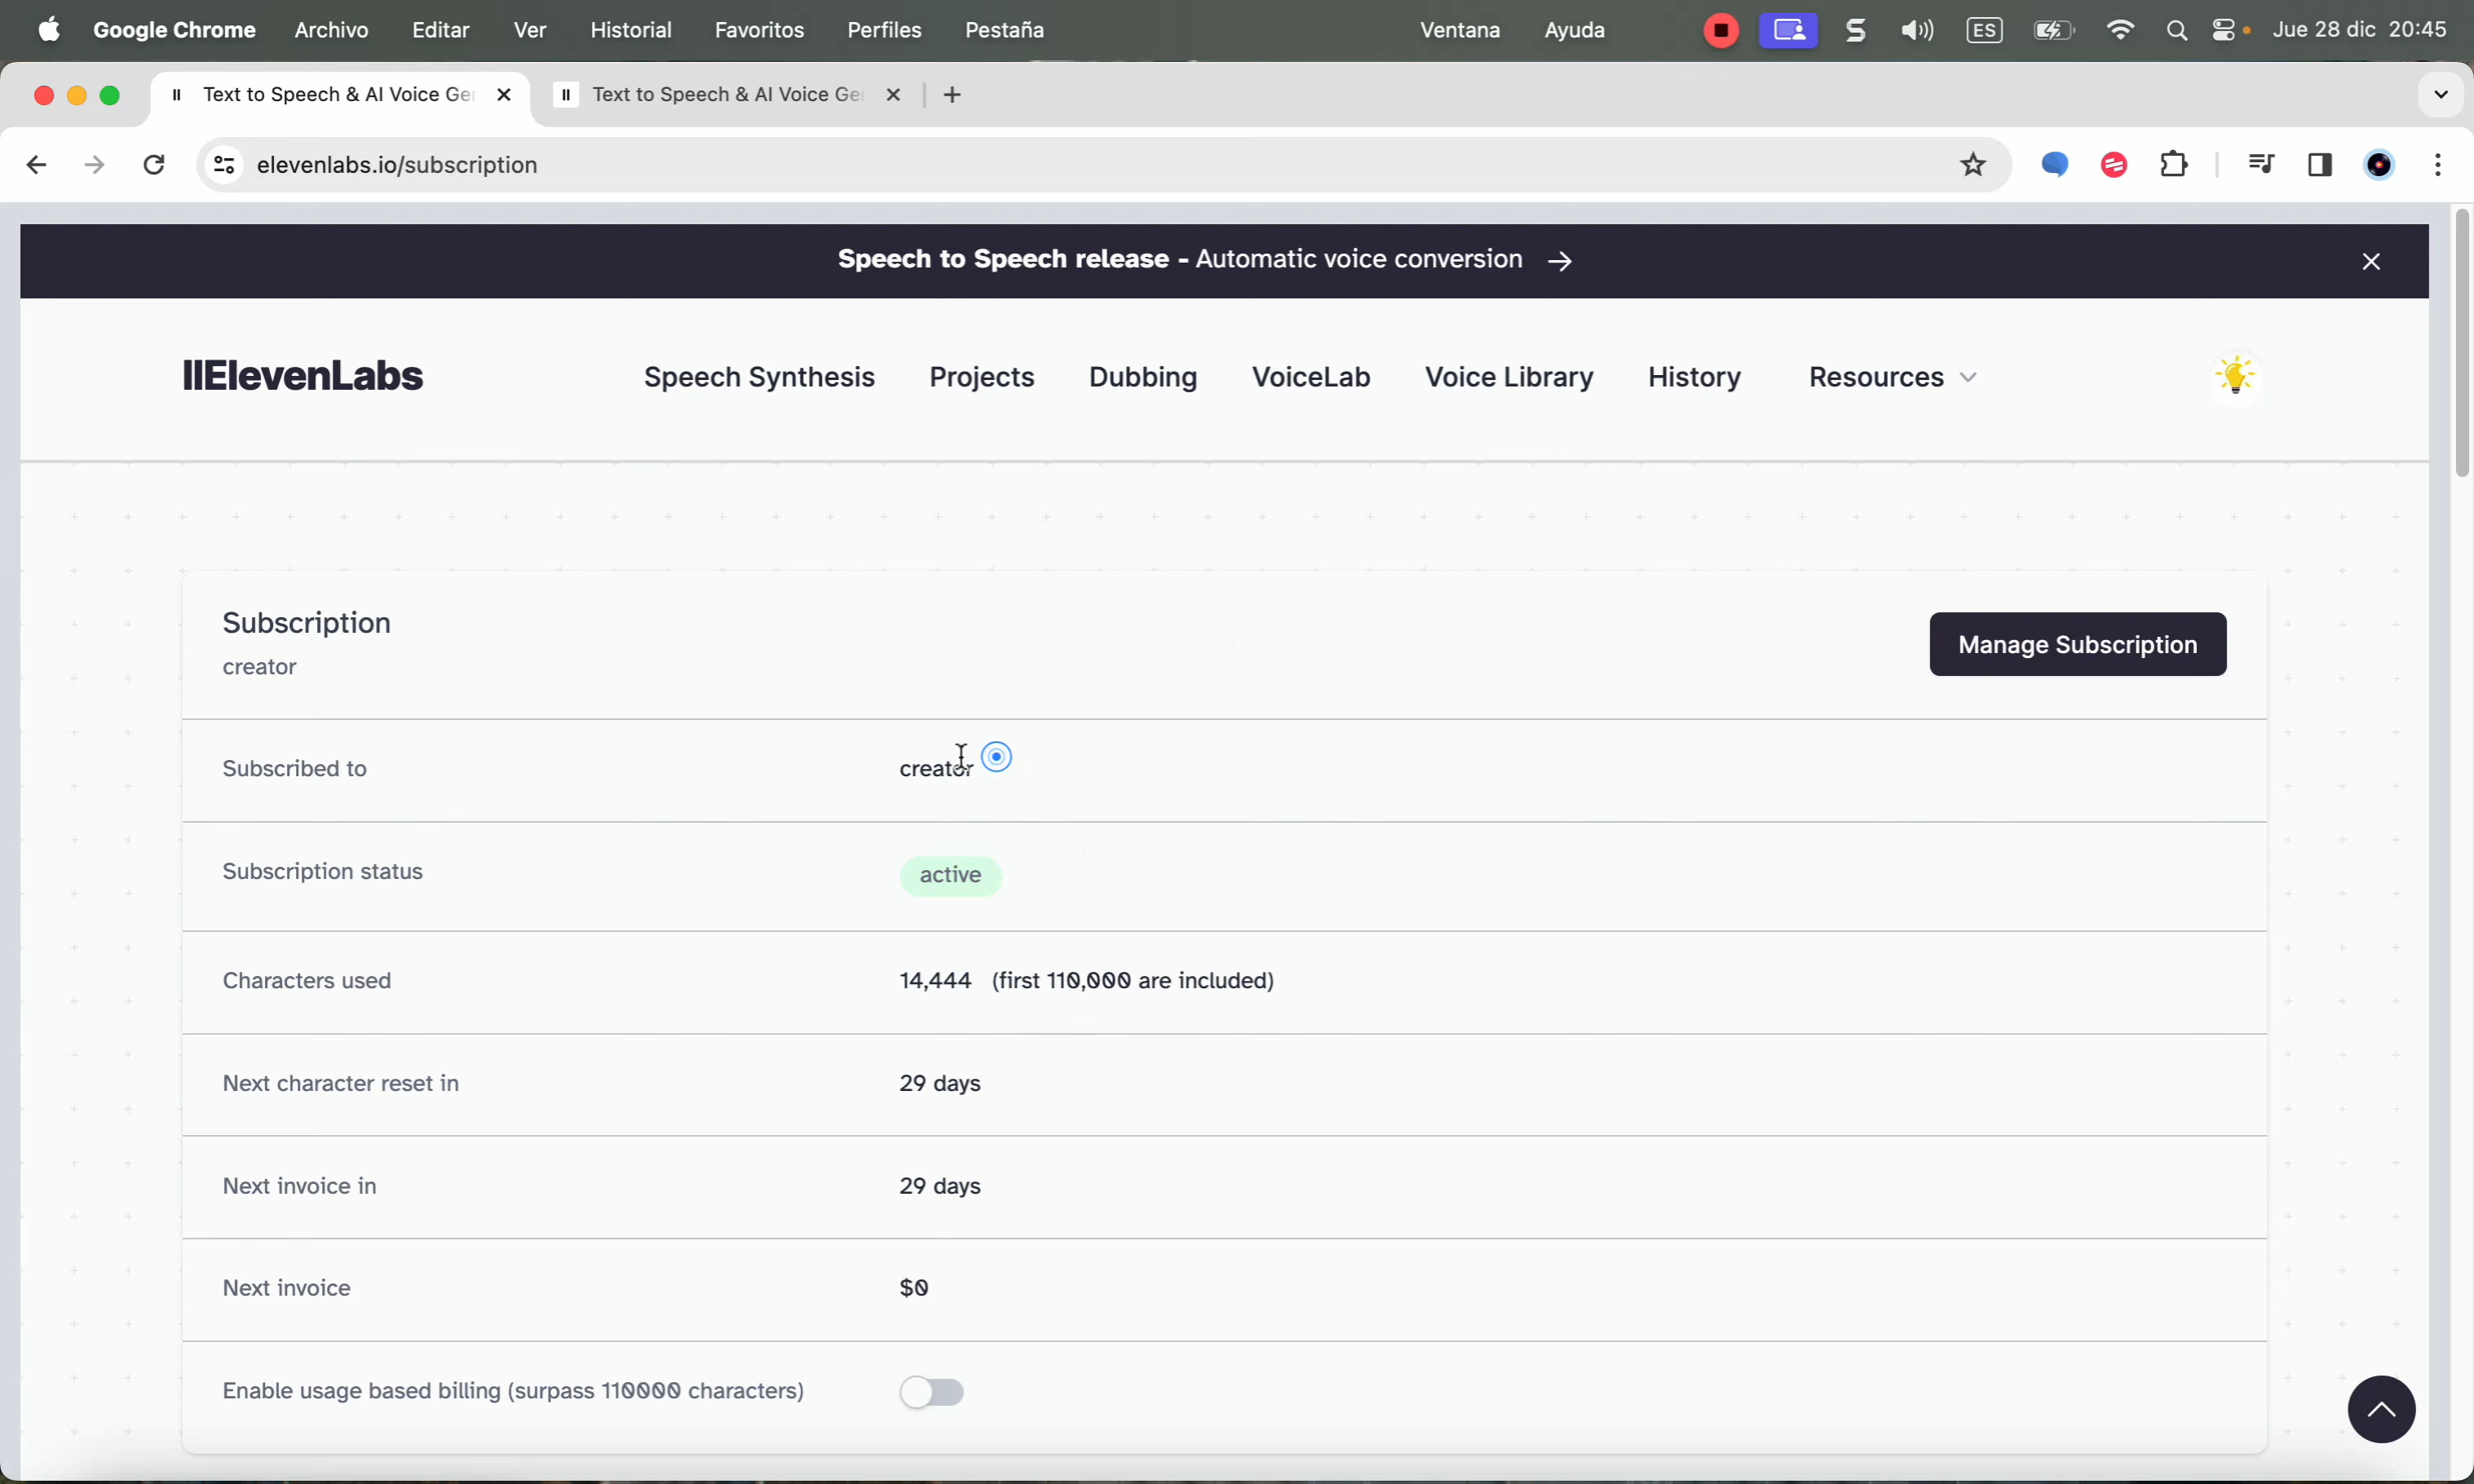 Google Chrome Archivo Editar Ver Historial Favoritos Perfiles Pestaña Ventana Ayuda S ES Jue 28 dic 20:45
Text to Speech & AI Voice Ge Text to Speech & AI Voice Ge
elevenlabs.io/subscription
Speech to Speech release - Automatic voice conversion →
IIElevenLabs Speech Synthesis Projects Dubbing VoiceLab Voice Library History Resources
Subscription
creator
Manage Subscription
Subscribed to creator
Subscription status active
Characters used 14,444 (first 110,000 are included)
Next character reset in 29 days
Next invoice in 29 days
Next invoice $0
Enable usage based billing (surpass 110000 characters)